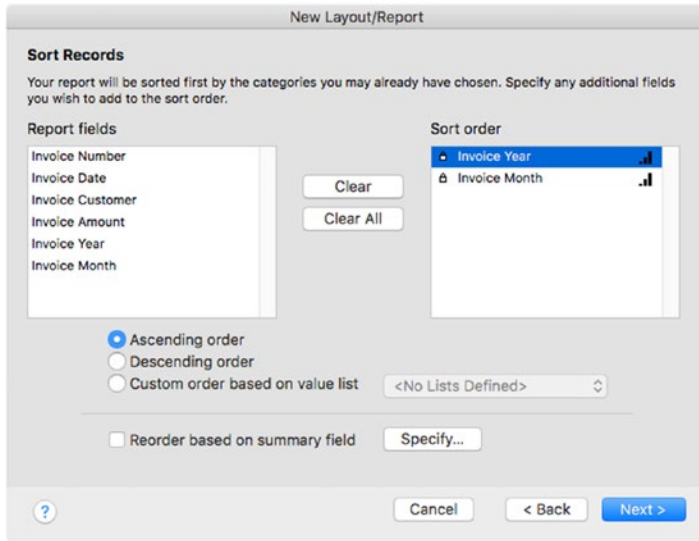 New Layout/Report
Sort Records
Your report will be sorted first by the categories you may already have chosen. Specify any additional fields
you wish to add to the sort order.
Report fields
Invoice Number
Invoice Date
Invoice Customer
Invoice Amount
Invoice Year
Invoice Month
Clear
Clear All
Sort order
Invoice Year
Invoice Month
Ascending order
Descending order
Custom order based on value list
<No Lists Defined>
Reorder based on summary field
Specify...
?
Cancel
< Back
Next >